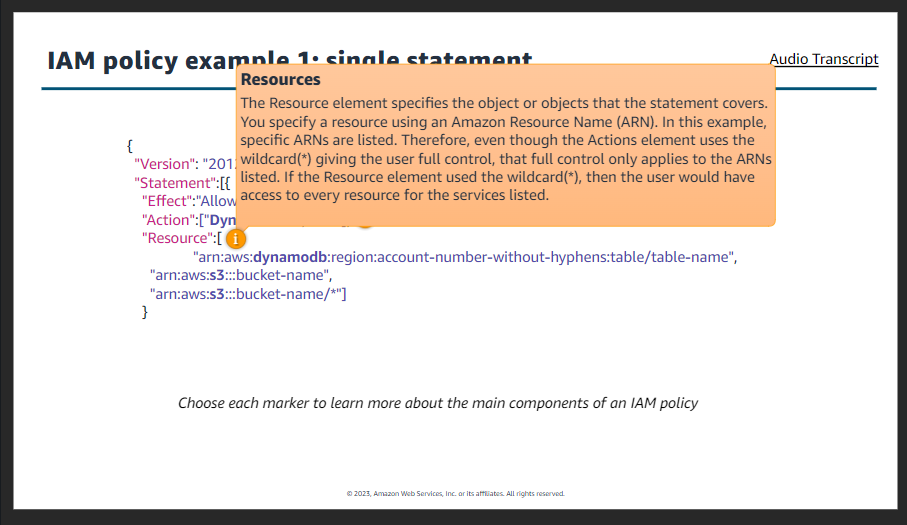 IAM policy example 1: single statement
Audio Transcript
Resources
The Resource element specifies the object or objects that the statement covers.
You specify a resource using an Amazon Resource Name (ARN). In this example,
specific ARNs are listed. Therefore, even though the Actions element uses the
wildcard(*) giving the user full control, that full control only applies to the ARNs
listed. If the Resource element used the wildcard(*), then the user would have
access to every resource for the services listed.
{
"Version": "201
"Statement":[{
"Effect":"Allow
"Action":["Dyn
"Resource":[
i
"arn:aws:dynamodb:region:account-number-without-hyphens:table/table-name",
"arn:aws:s3:::bucket-name",
"arn:aws:s3:::bucket-name/*"]
}
Choose each marker to learn more about the main components of an IAM policy
© 2023, Amazon Web Services, Inc. or its affiliates. All rights reserved.